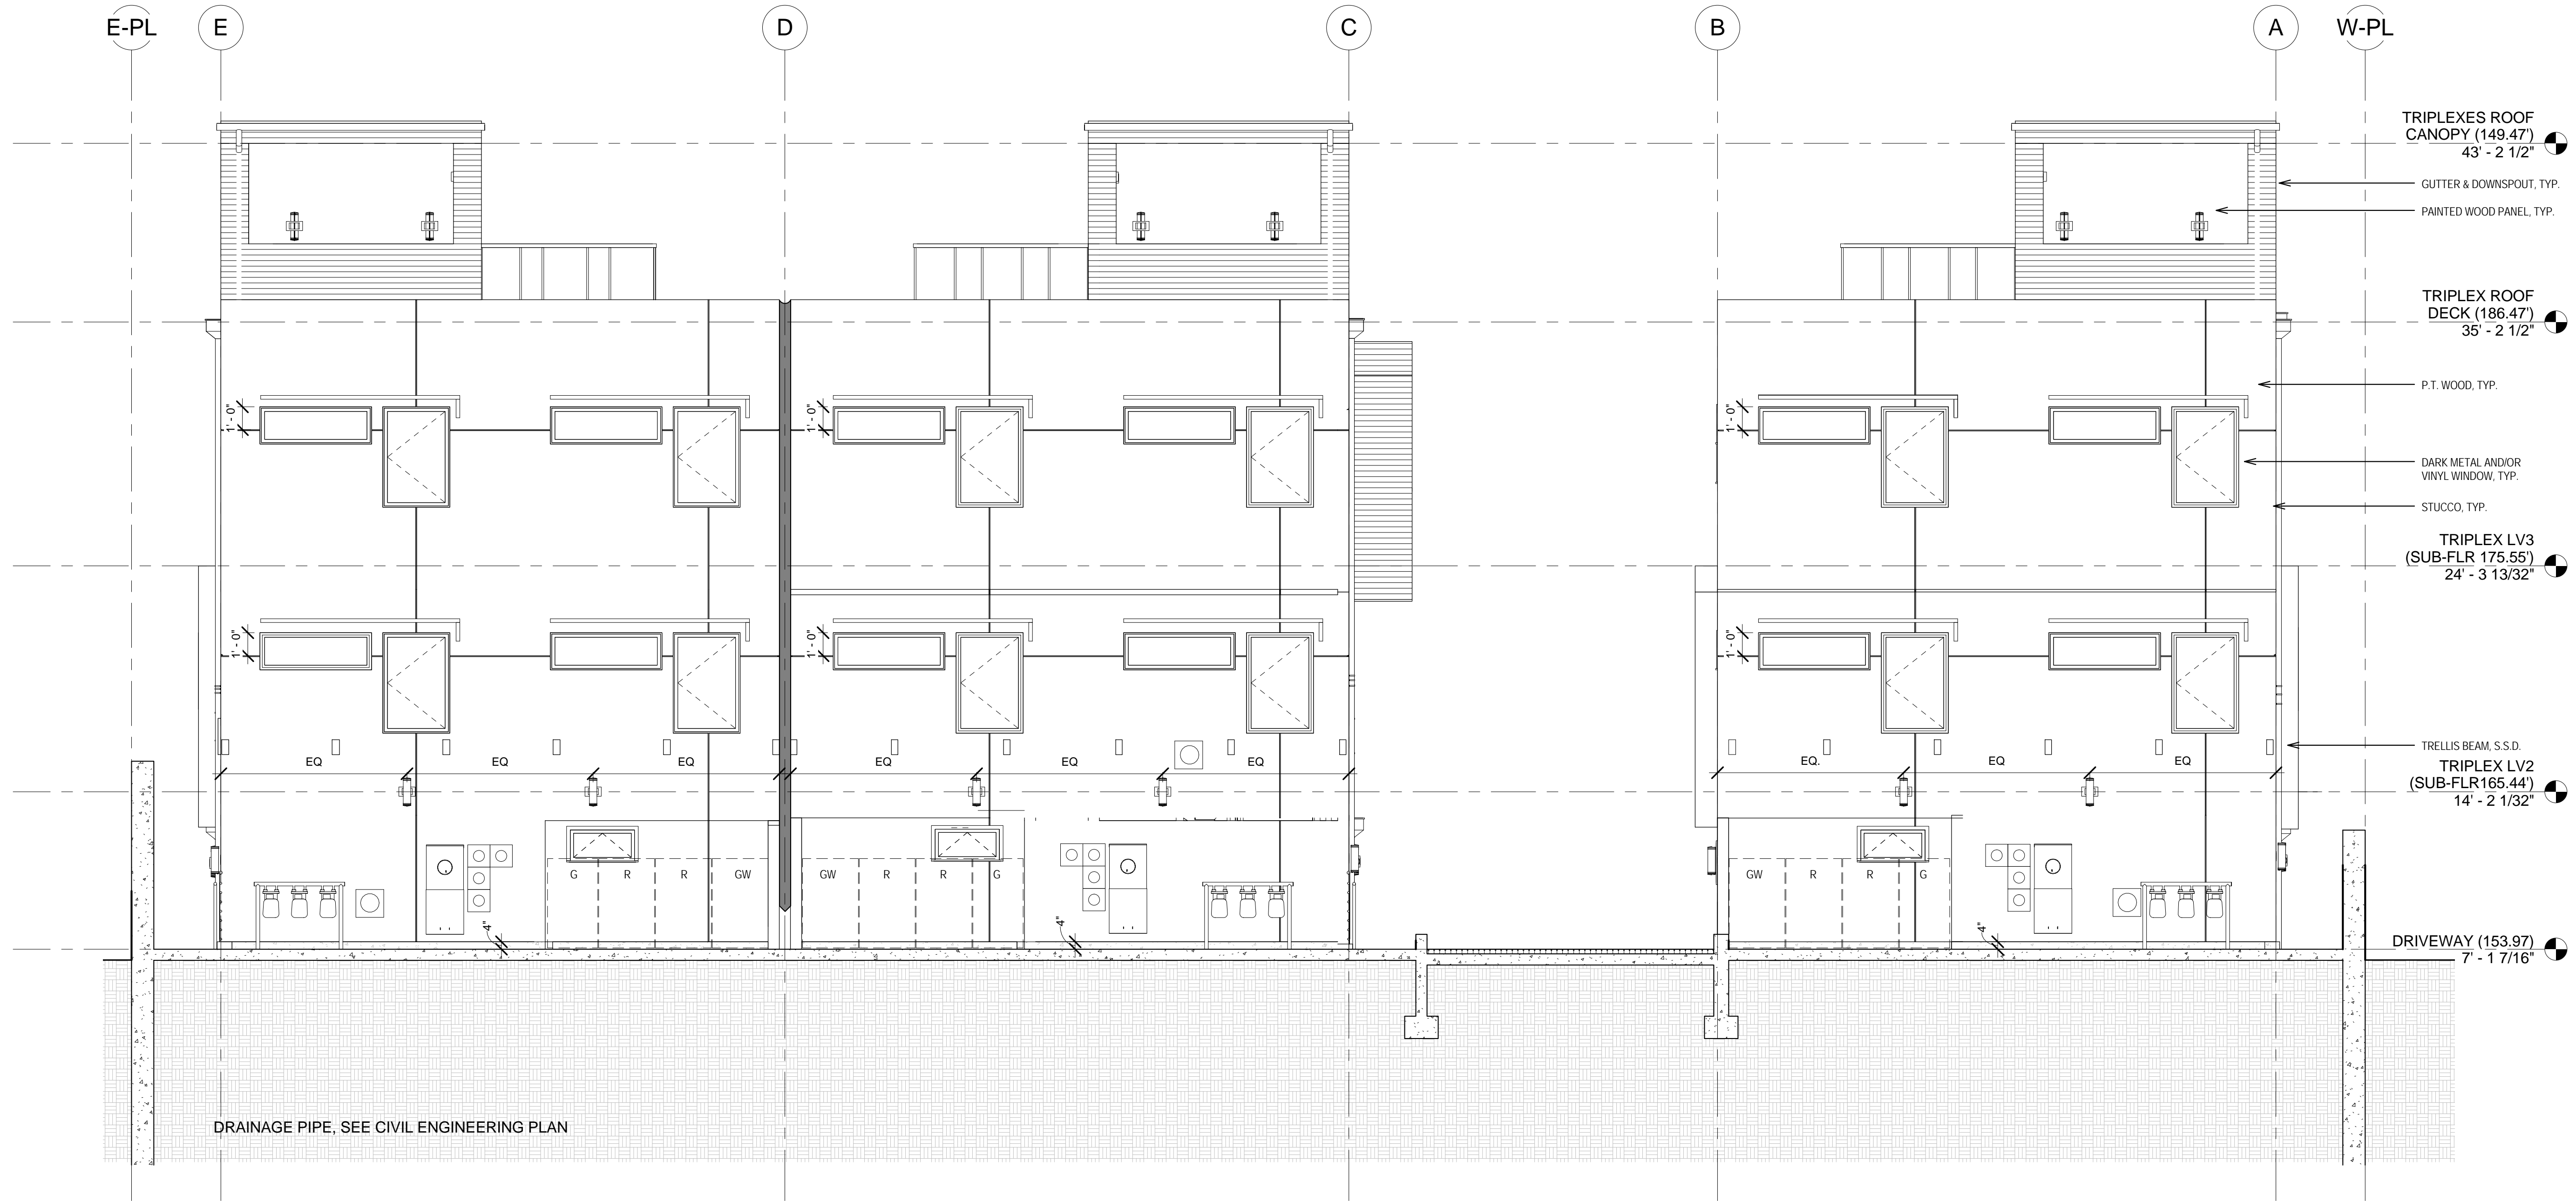 E-PL
E
D
C
B
A
W-PL
TRIPLEXES ROOF
CANOPY (149.47')
43' - 2 1/2"
GUTTER & DOWNSPOUT, TYP.
PAINTED WOOD PANEL, TYP.
TRIPLEX ROOF
DECK (186.47')
35' - 2 1/2"
P.T. WOOD, TYP.
1' - 0"
1' - 0"
1' - 0"
DARK METAL AND/OR
VINYL WINDOW, TYP.
STUCCO, TYP.
TRIPLEX LV3
(SUB-FLR 175.55')
24' - 3 13/32"
1' - 0"
1' - 0"
1' - 0"
TRELLIS BEAM, S.S.D.
EQ
EQ
EQ
EQ
EQ
EQ
EQ.
EQ
EQ
TRIPLEX LV2
(SUB-FLR165.44')
14' - 2 1/32"
G
R
R
GW
GW
R
R
G
GW
R
R
G
4"
4"
4"
DRIVEWAY (153.97)
7' - 1 7/16"
DRAINAGE PIPE, SEE CIVIL ENGINEERING PLAN